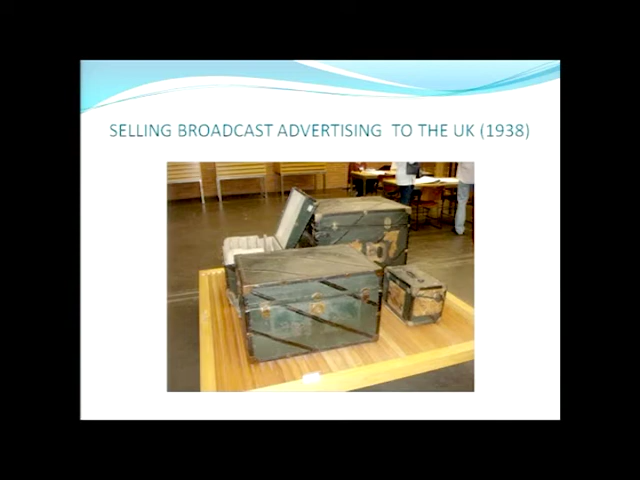 SELLING BROADCAST ADVERTISING  TO THE UK (1938)